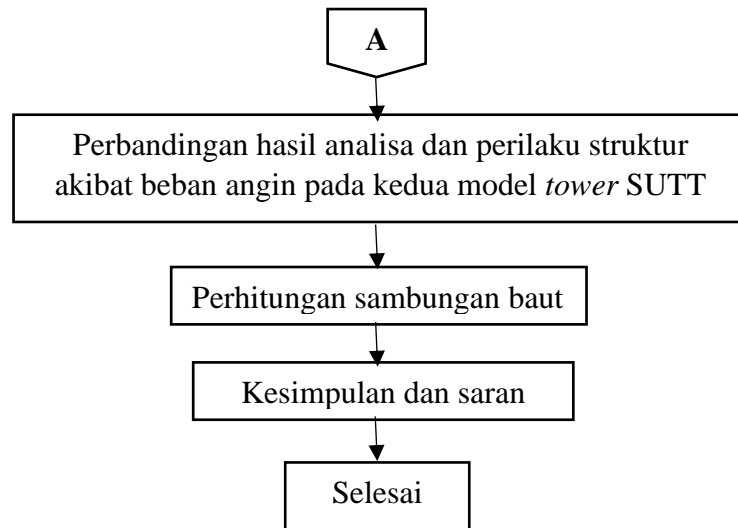 A
Perbandingan hasil analisa dan perilaku struktur
akibat beban angin pada kedua model tower SUTT
Perhitungan sambungan baut
Kesimpulan dan saran
Selesai